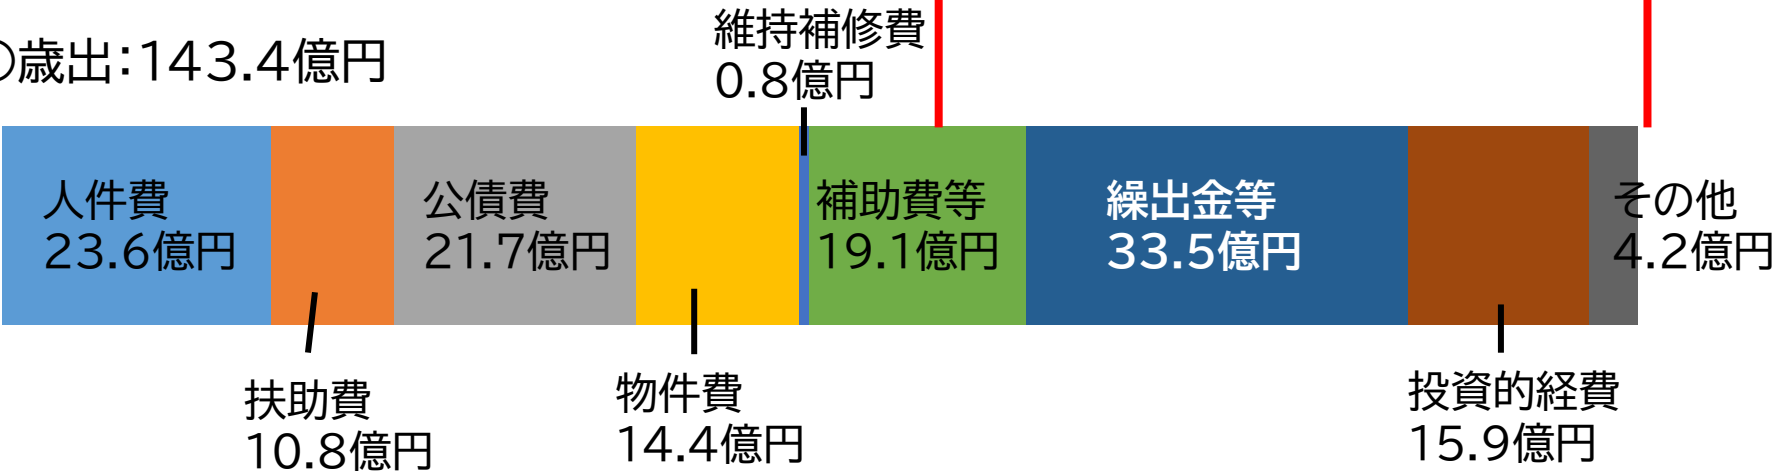 ○歳出：143.4億円
維持補修費
0.8億円
人件費
23.6億円
公債費
21.7億円
補助費等
19.1億円
繰出金等
33.5億円
その他
4.2億円
扶助費
10.8億円
物件費
14.4億円
投資的経費
15.9億円